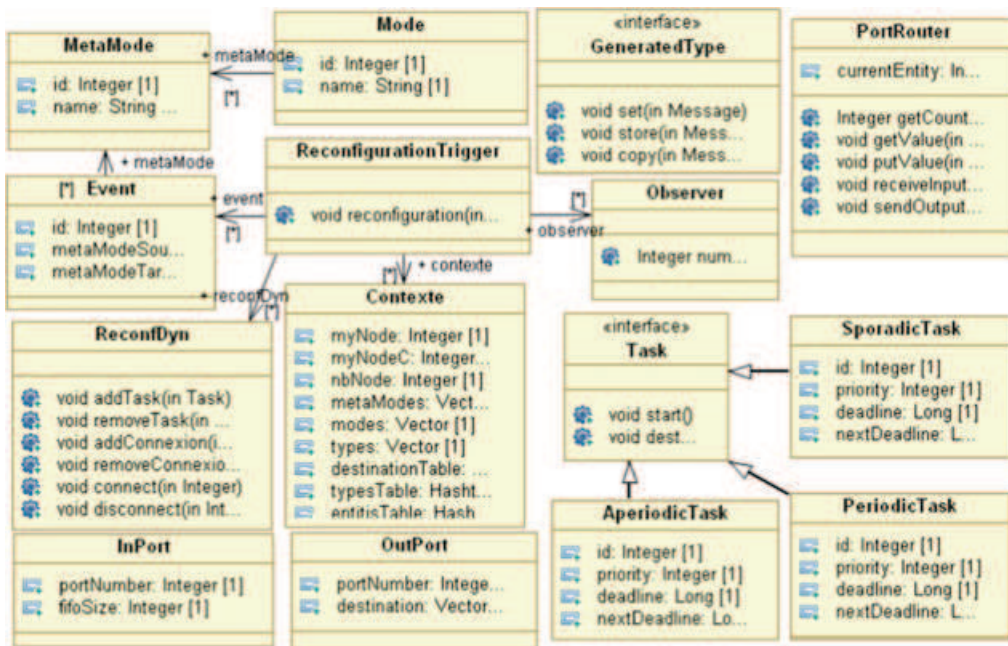 MetaMode
id: Integer [1]
name: String ...
+ metaMode
[*]
Mode
id: Integer [1]
name: String [1]
«interface»
GeneratedType
void set(in Message)
void store(in Mess...
void copy(in Mess...
PortRouter
currentEntity: In...
Integer getCount...
void getValue(in ...
void putValue(in ...
void receiveInput...
void sendOutput...
+ metaMode
[*] Event
id: Integer [1]
metaModeSou...
metaModeTar...
+ event
[*]
ReconfigurationTrigger
void reconfiguration(in...
[*]
+ observer
Observer
Integer num...
+ reconfDyn
[*]
[*]
+ contexte
ReconfDyn
void addTask(in Task)
void removeTask(in ...
void addConnexion(i...
void removeConnexio...
void connect(in Integer)
void disconnect(in Int...
Contexte
myNode: Integer [1]
myNodeC: Integer...
nbNode: Integer [1]
metaModes: Vect...
modes: Vector [1]
types: Vector [1]
destinationTable: ...
typesTable: Hasht...
entitisTable: Hash...
«interface»
Task
void start()
void dest...
SporadicTask
id: Integer [1]
priority: Integer [1]
deadline: Long [1]
nextDeadline: L...
InPort
portNumber: Integer [1]
fifoSize: Integer [1]
OutPort
portNumber: Intege...
destination: Vector...
AperiodicTask
id: Integer [1]
priority: Integer [1]
deadline: Long [1]
nextDeadline: Lo...
PeriodicTask
id: Integer [1]
priority: Integer [1]
deadline: Long [1]
nextDeadline: L...